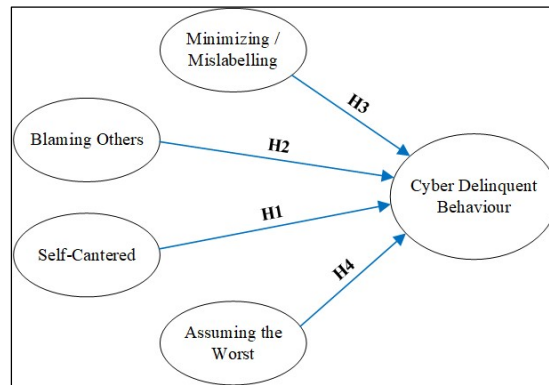 Minimizing /
Mislabelling
H3
Blaming Others
H2
Cyber Delinquent
Behaviour
H1
Self-Cantered
H4
Assuming the
Worst